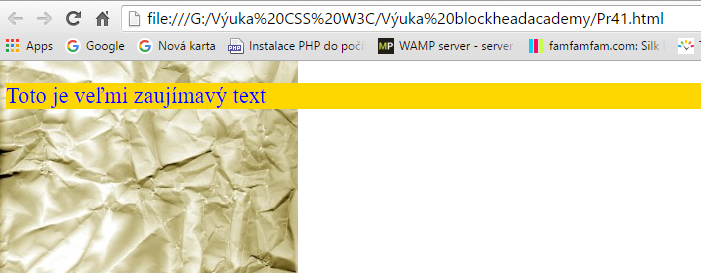 file:///G:/Výuka%20CSS%20W3C/Výuka%20blockheadacademy/Pr41.html
Apps Google Nová karta Instalace PHP do počí WAMP server - server famfamfam.com: Silk
Toto je veľmi zaujímavý text